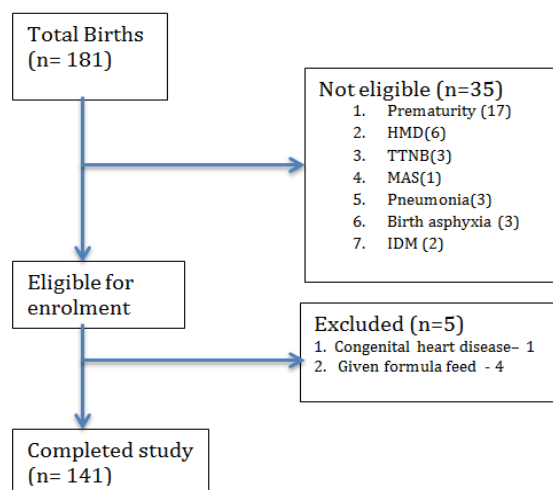 Total Births
(n= 181)
Not eligible (n=35)
1. Prematurity (17)
2. HMD(6)
3. TTNB(3)
4. MAS(1)
5. Pneumonia(3)
6. Birth asphyxia (3)
7. IDM (2)
Eligible for
enrolment
Excluded (n=5)
1. Congenital heart disease– 1
2. Given formula feed - 4
Completed study
(n= 141)